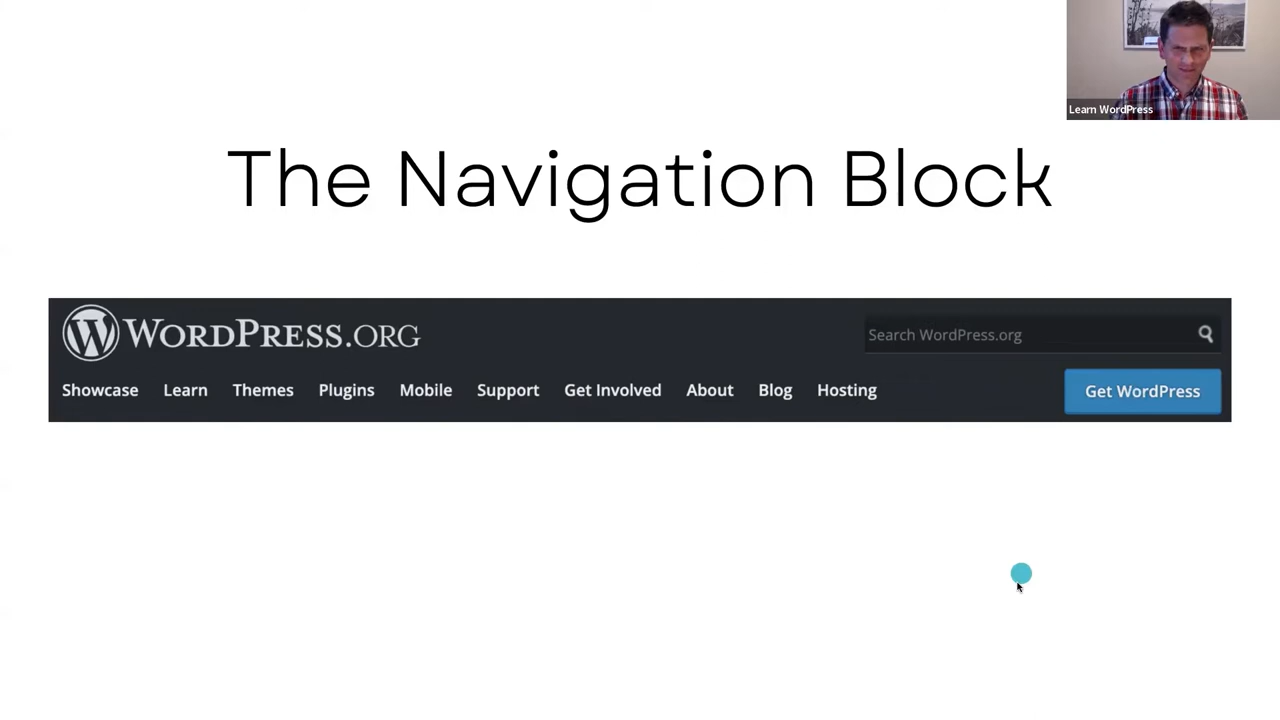 Learn WordPress
The Navigation Block
WORDPRESS.ORG
Search WordPress.org
Showcase Learn Themes Plugins Mobile Support Get Involved About Blog Hosting
Get WordPress